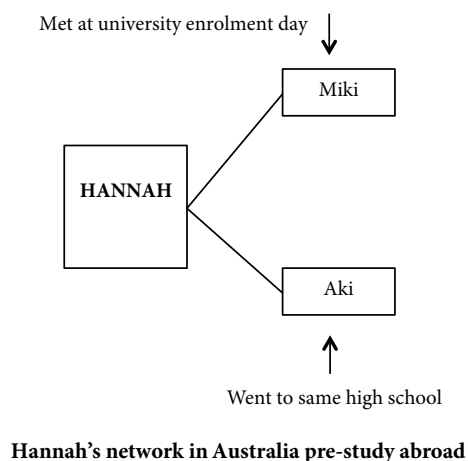 Met at university enrolment day
Miki
HANNAH
Aki
Went to same high school
Hannah’s network in Australia pre-study abroad